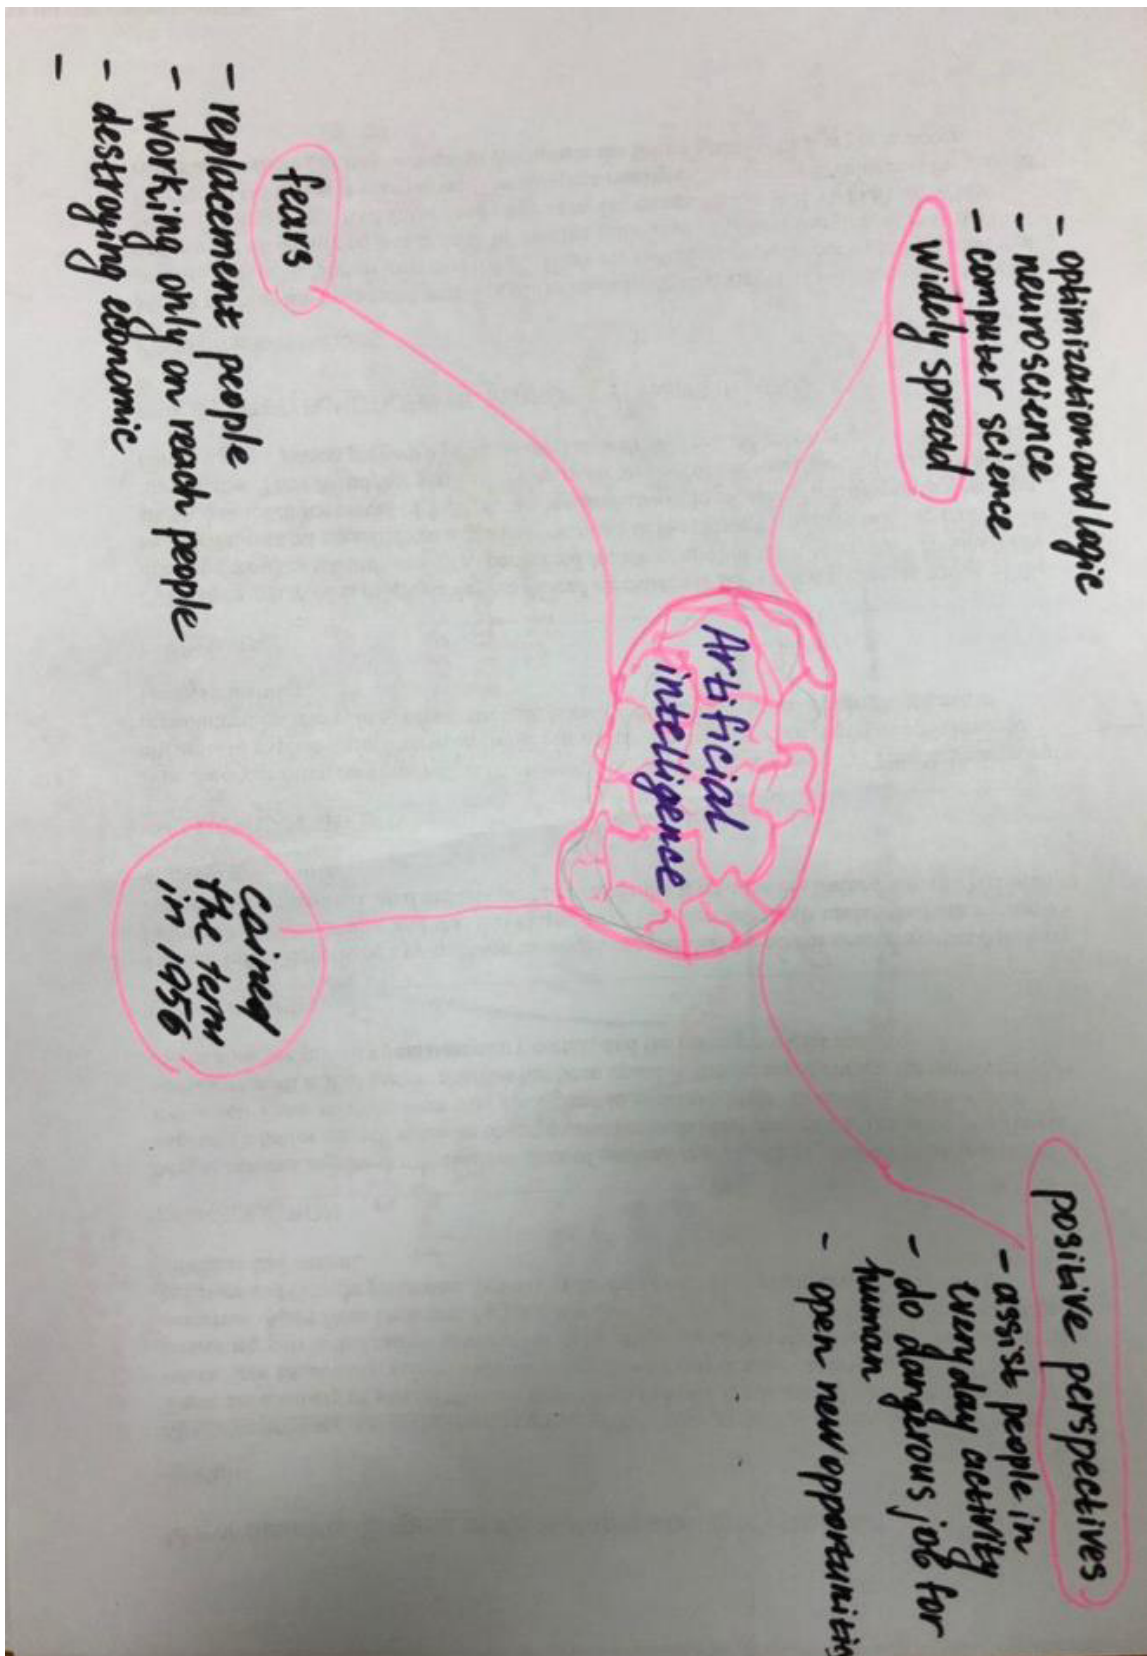 - optimization and logic
- neuroscience
- computer science
Widely spread
positive perspectives
- assist people in
everyday activity
- do dangerous job for
human
- open new opportunitis
Artificial
intelligence
fears
- replacement people
- working only on reach people
- destroying economic
-
coined
the term
in 1956